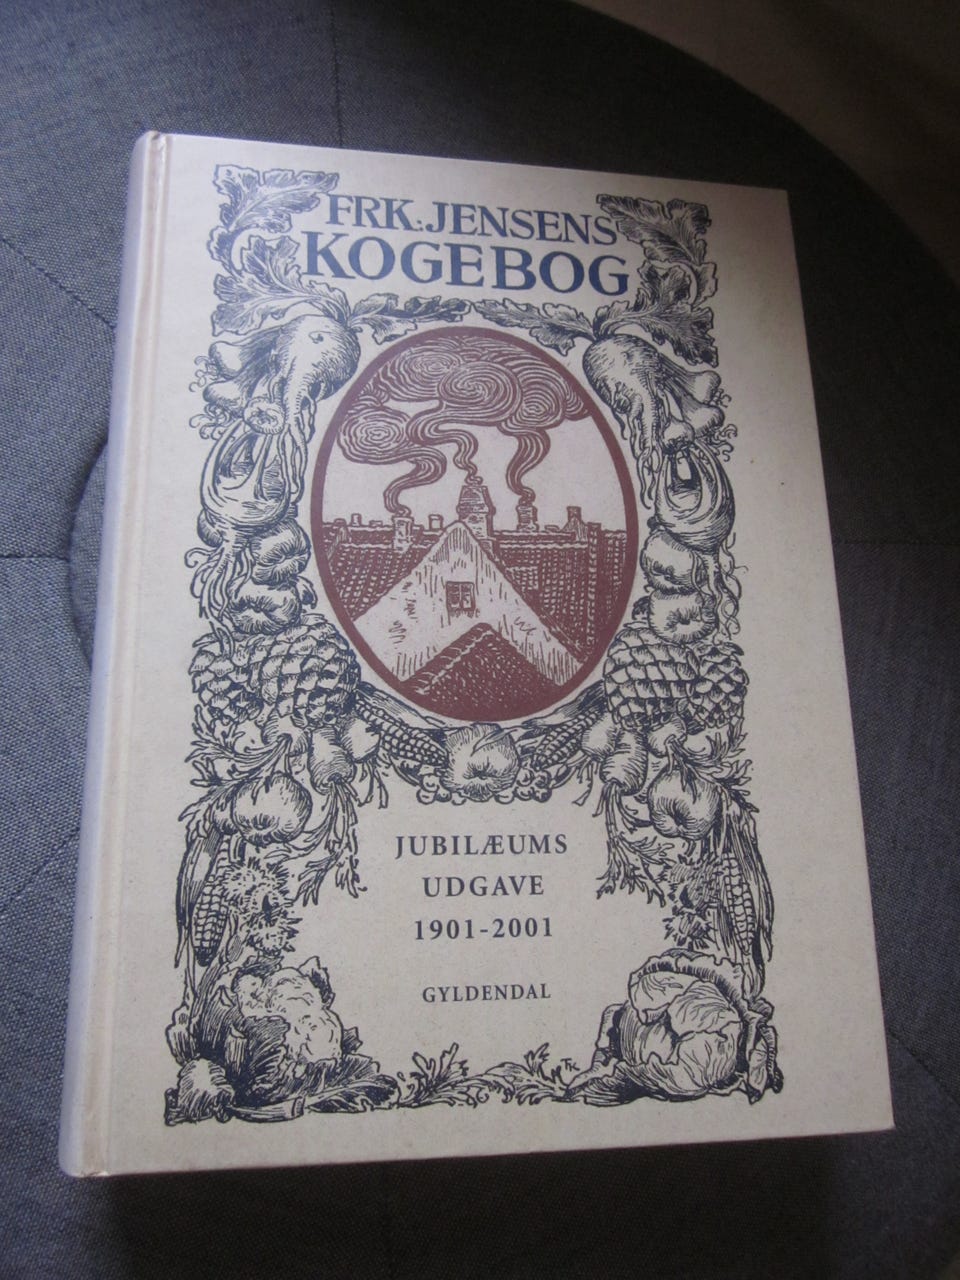 FRK. JENSENS
KOGEBOG
JUBILÆUMS
UDGAVE
1901-2001
GYLDENDAL